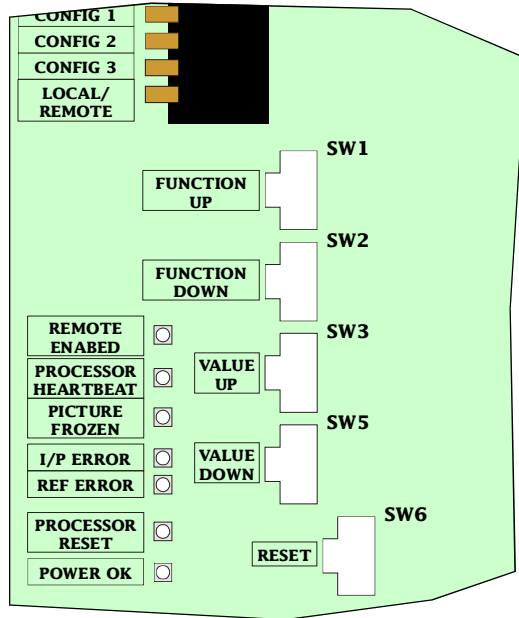 CONFIG 1
CONFIG 2
CONFIG 3
LOCAL/
REMOTE
SW1
FUNCTION
UP
SW2
FUNCTION
DOWN
SW3
REMOTE
ENABED
VALUE
UP
PROCESSOR
HEARTBEAT
PICTURE
FROZEN
SW5
I/P ERROR
VALUE
DOWN
REF ERROR
SW6
PROCESSOR
RESET
RESET
POWER OK